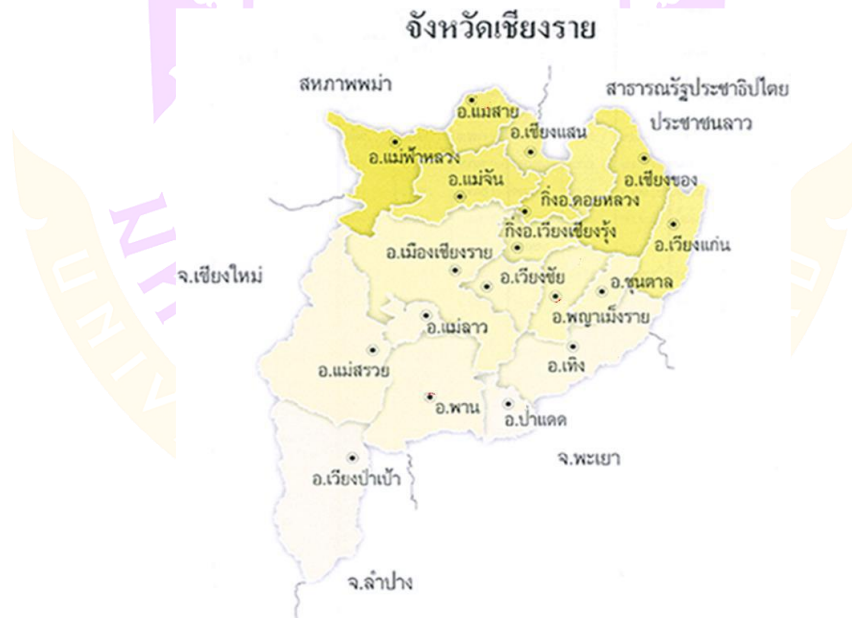 จังหวัดเชียงราย
สหภาพพม่า
สาธารณรัฐประชาธิปไตย
ประชาชนลาว
อ.แมสาย
อ.เชียงแสน
อ.แม่ฟ้าหลวง
อ.แม่จัน
อ.เชียงของ
กิ่งอ.ดอยหลวง
กิ่งอ.เวียงเชียงรุ้ง
อ.เวียงแก่น
อ.เมืองเชียงราย
จ.เชียงใหม่
อ.เวียงชัย
อ.ขุนตาล
อ.พญาเม็งราย
อ.แม่ลาว
อ.เทิง
อ.แม่สรวย
อ.พาน
อ.ป่าแดด
จ.พะเยา
อ.เวียงป่าเป้า
จ.ลำปาง